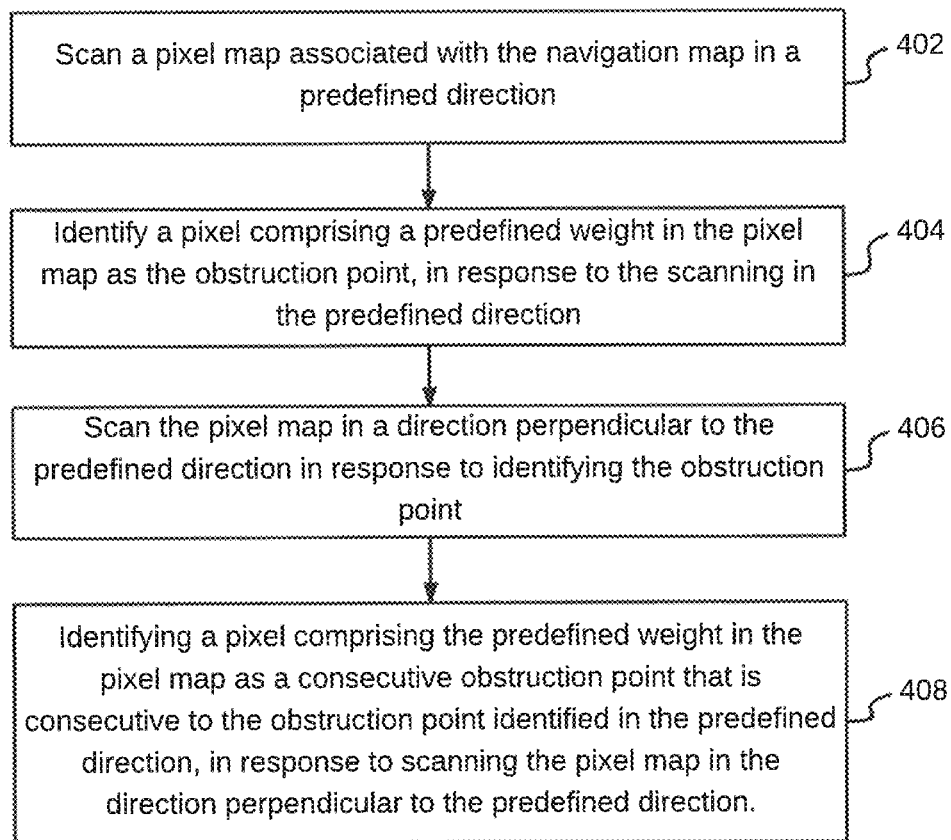 Scan a pixel map associated with the navigation map in a
predefined direction
402
Identify a pixel comprising a predefined weight in the pixel
map as the obstruction point, in response to the scanning in
the predefined direction
404
Scan the pixel map in a direction perpendicular to the
predefined direction in response to identifying the obstruction
point
406
Identifying a pixel comprising the predefined weight in the
pixel map as a consecutive obstruction point that is
consecutive to the obstruction point identified in the predefined
direction, in response to scanning the pixel map in the
direction perpendicular to the predefined direction.
408